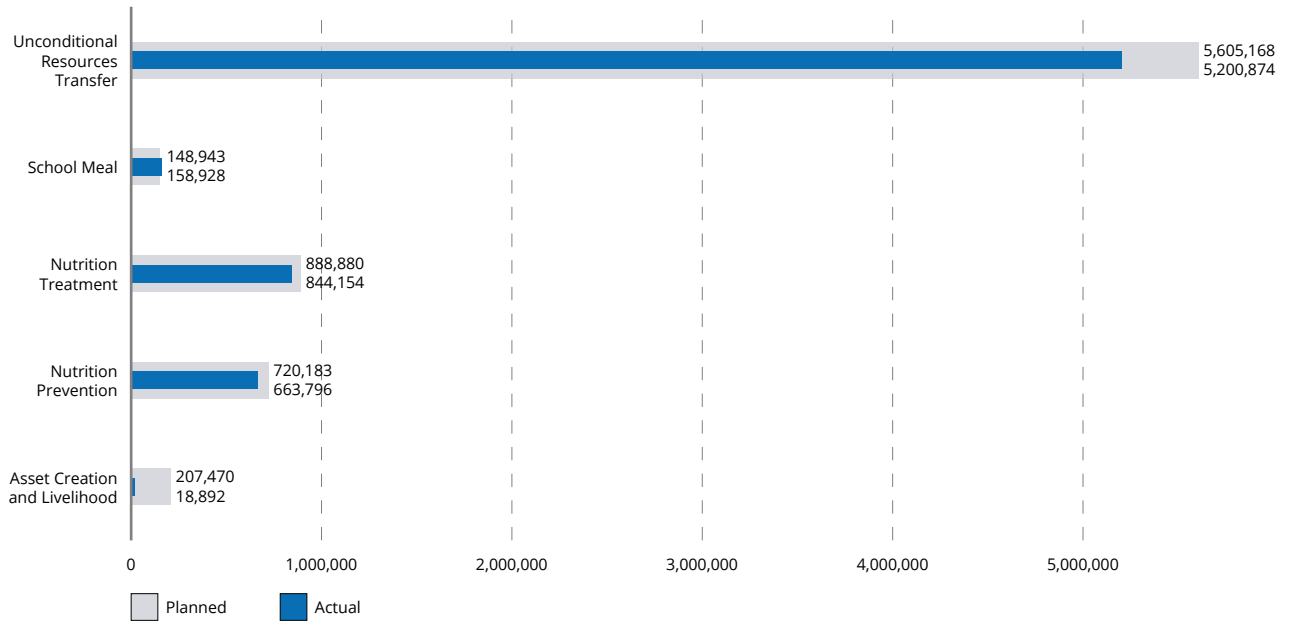 Unconditional
Resources
Transfer
5,605,168
5,200,874
School Meal
148,943
158,928
Nutrition
Treatment
888,880
844,154
Nutrition
Prevention
720,183
663,796
Asset Creation
and Livelihood
207,470
18,892
0 1,000,000 2,000,000 3,000,000 4,000,000 5,000,000
Planned Actual